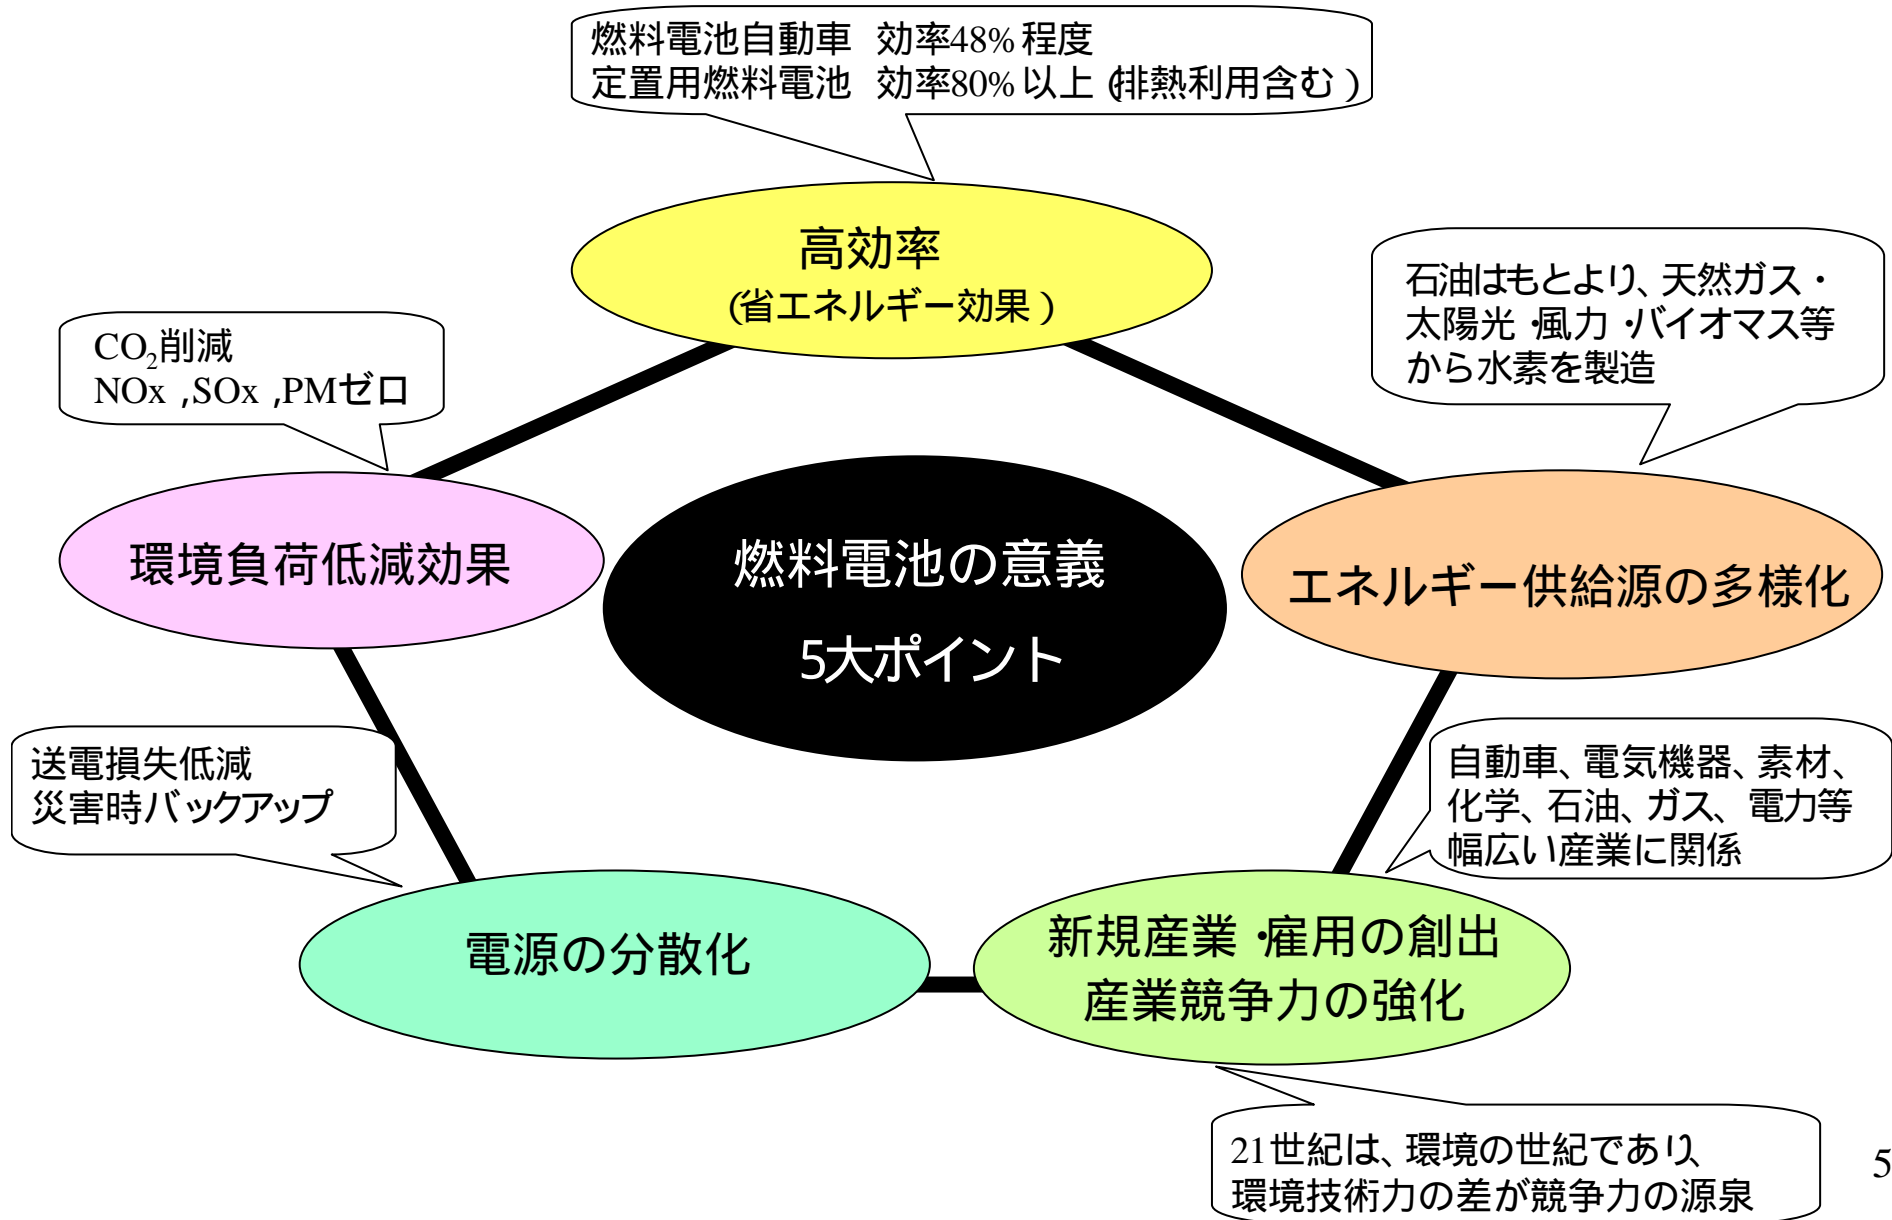 燃料電池自動車　効率48%程度
定置用燃料電池　効率80%以上（排熱利用含む）
高効率
（省エネルギー効果）
石油はもとより、天然ガス・
太陽光・風力・バイオマス等
から水素を製造
CO₂削減
NOx ,SOx ,PMゼロ
環境負荷低減効果
燃料電池の意義
5大ポイント
エネルギー供給源の多様化
送電損失低減
災害時バックアップ
自動車、電気機器、素材、
化学、石油、ガス、電力等
幅広い産業に関係
電源の分散化
新規産業・雇用の創出
産業競争力の強化
21世紀は、環境の世紀であり、
環境技術力の差が競争力の源泉
5